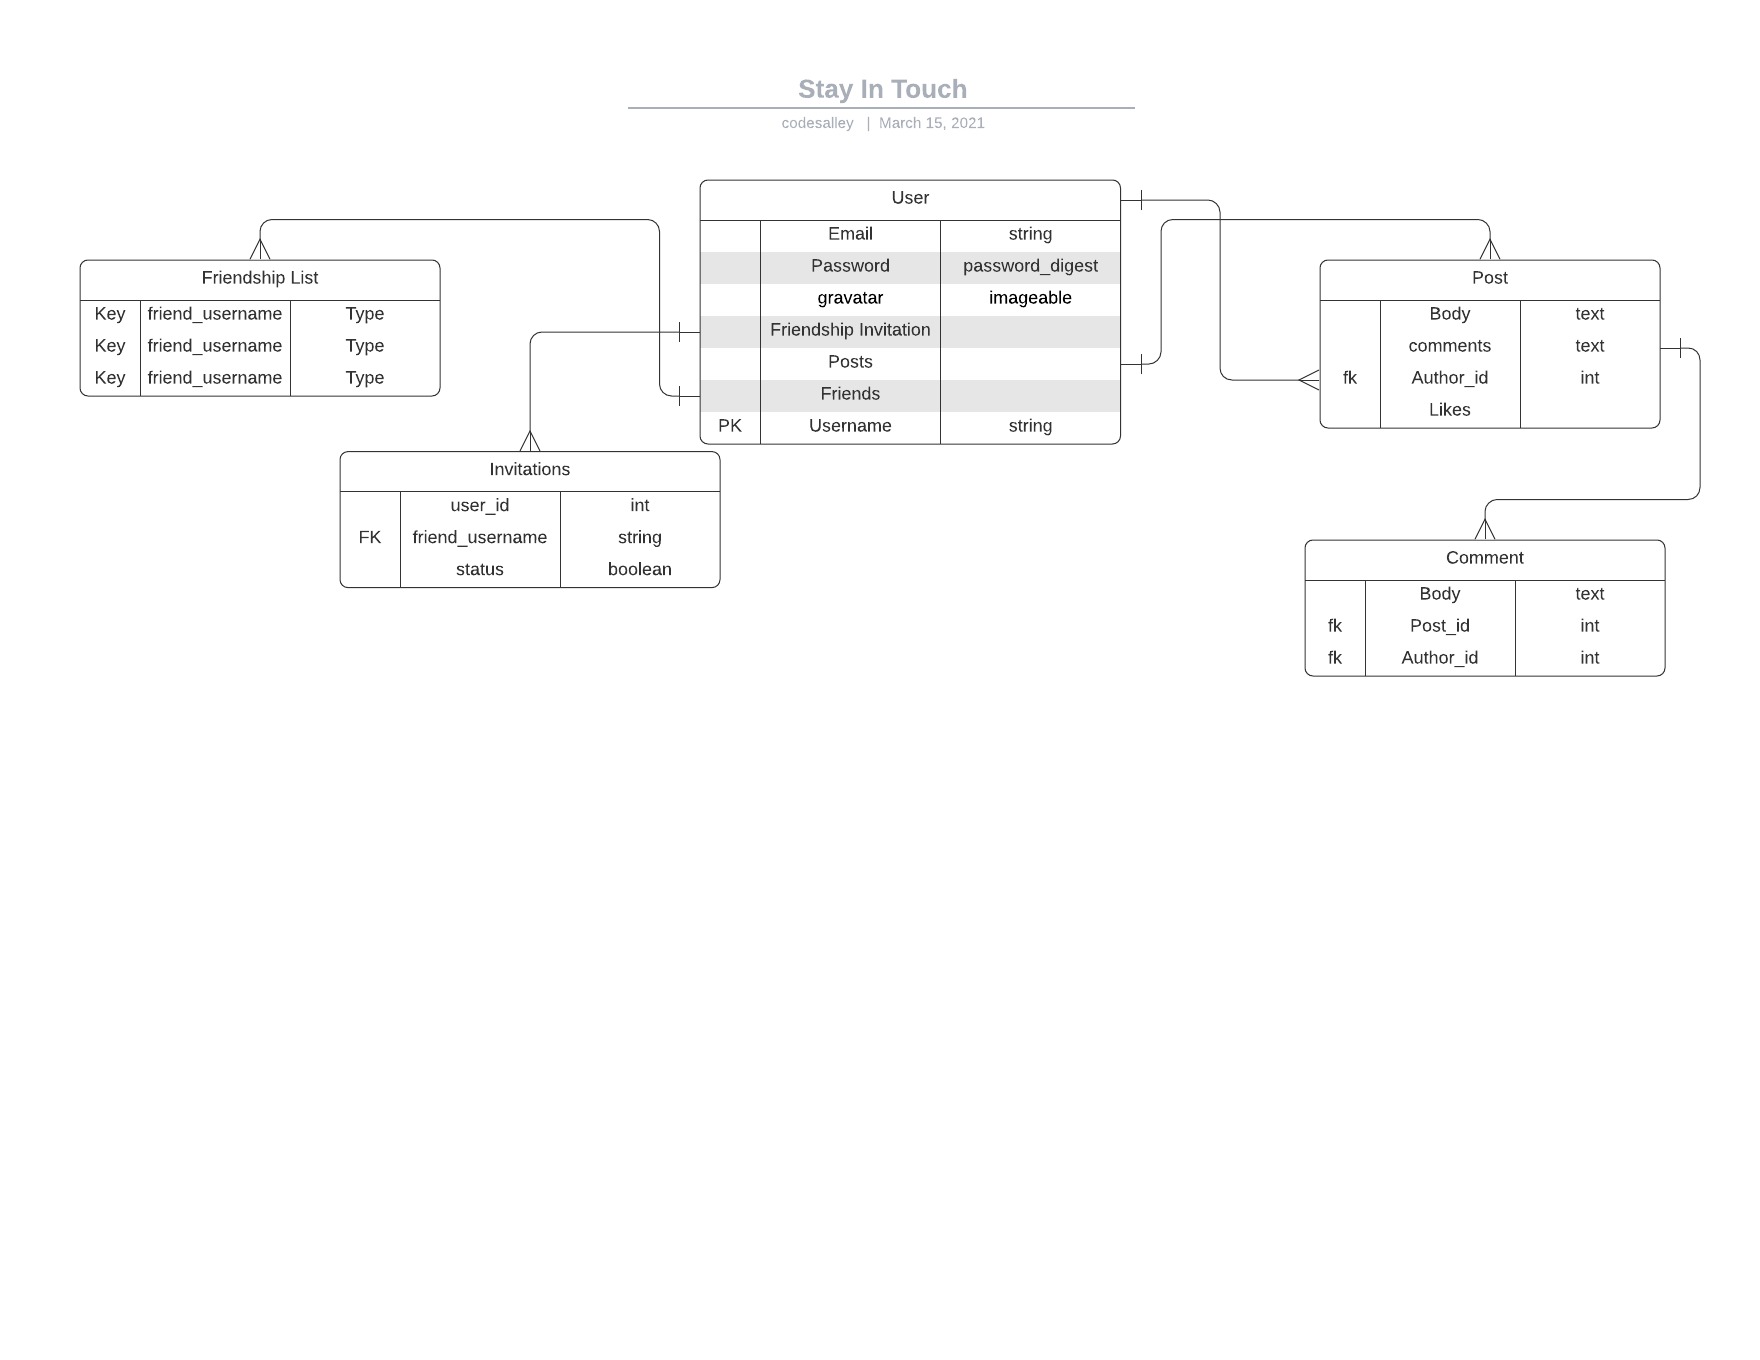 Stay In Touch
codesalley | March 15, 2021
User
Email string
Password password_digest
gravatar imageable
Friendship Invitation
Posts
Friends
PK Username string
Friendship List
Key friend_username Type
Key friend_username Type
Key friend_username Type
Invitations
user_id int
FK friend_username string
status boolean
Post
Body text
comments text
fk Author_id int
Likes
Comment
Body text
fk Post_id int
fk Author_id int